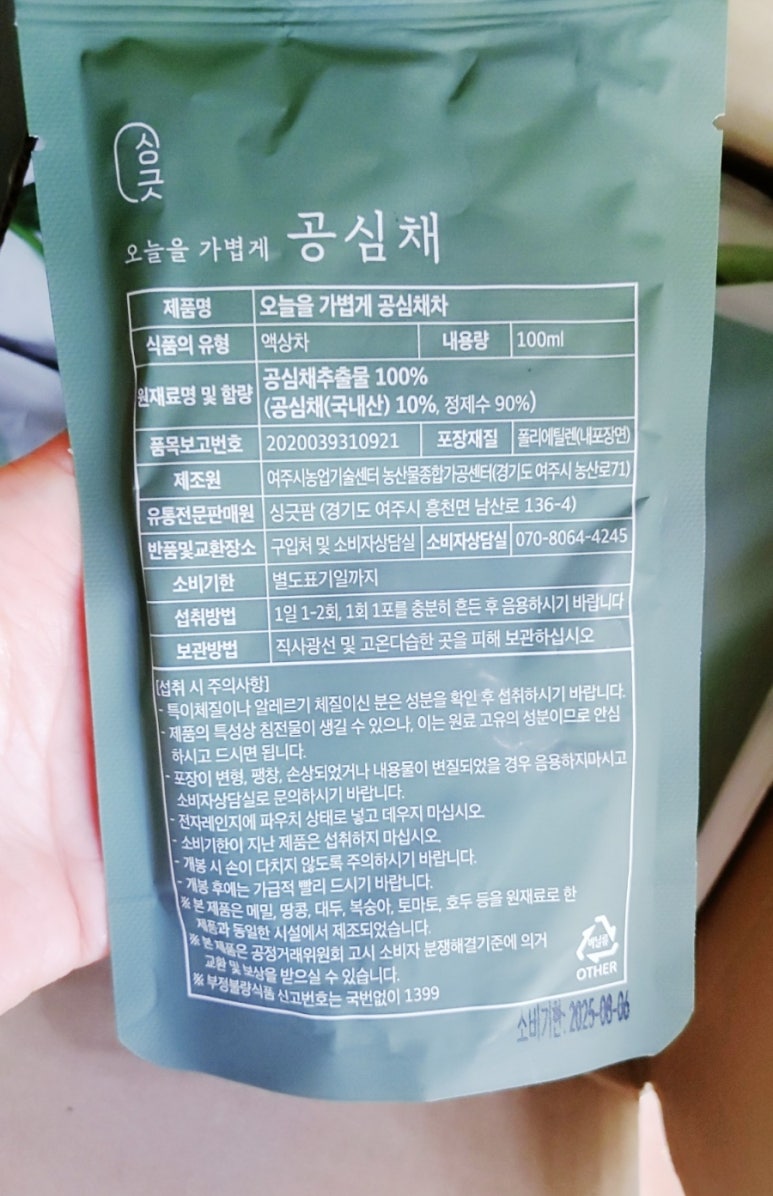 싱긋
오늘을 가볍게 공심채
제품명 오늘을 가볍게 공심채차
식품의 유형 액상차 내용량 100ml
원재료명 및 함량 공심채추출물 100%
(공심채(국내산) 10%, 정제수 90%)
품목보고번호 2020039310921 포장재질 폴리에틸렌(내포장면)
제조원 여주시농업기술센터 농산물종합가공센터(경기도 여주시 농산로71)
유통전문판매원 싱긋팜 (경기도 여주시 흥천면 남산로 136-4)
반품및교환장소 구입처 및 소비자상담실 소비자상담실 070-8064-4245
소비기한 별도표기일까지
섭취방법 1일 1-2회, 1회 1포를 충분히 흔든 후 음용하시기 바랍니다
보관방법 직사광선 및 고온다습한 곳을 피해 보관하십시오
[섭취 시 주의사항]
- 특이체질이나 알레르기 체질이신 분은 성분을 확인 후 섭취하시기 바랍니다.
- 제품의 특성상 침전물이 생길 수 있으나, 이는 원료 고유의 성분이므로 안심
하시고 드시면 됩니다.
- 포장이 변형, 팽창, 손상되었거나 내용물이 변질되었을 경우 음용하지마시고
소비자상담실로 문의하시기 바랍니다.
- 전자레인지에 파우치 상태로 넣고 데우지 마십시오.
- 소비기한이 지난 제품은 섭취하지 마십시오.
- 개봉 시 손이 다치지 않도록 주의하시기 바랍니다.
- 개봉 후에는 가급적 빨리 드시기 바랍니다.
※ 본 제품은 메밀, 땅콩, 대두, 복숭아, 토마토, 호두 등을 원재료로 한
제품과 동일한 시설에서 제조되었습니다.
※ 본 제품은 공정거래위원회 고시 소비자 분쟁해결기준에 의거
교환 및 보상을 받으실 수 있습니다.
※ 부정불량식품 신고번호는 국번없이 1399
비닐류
OTHER
소비기한: 2025-08-06